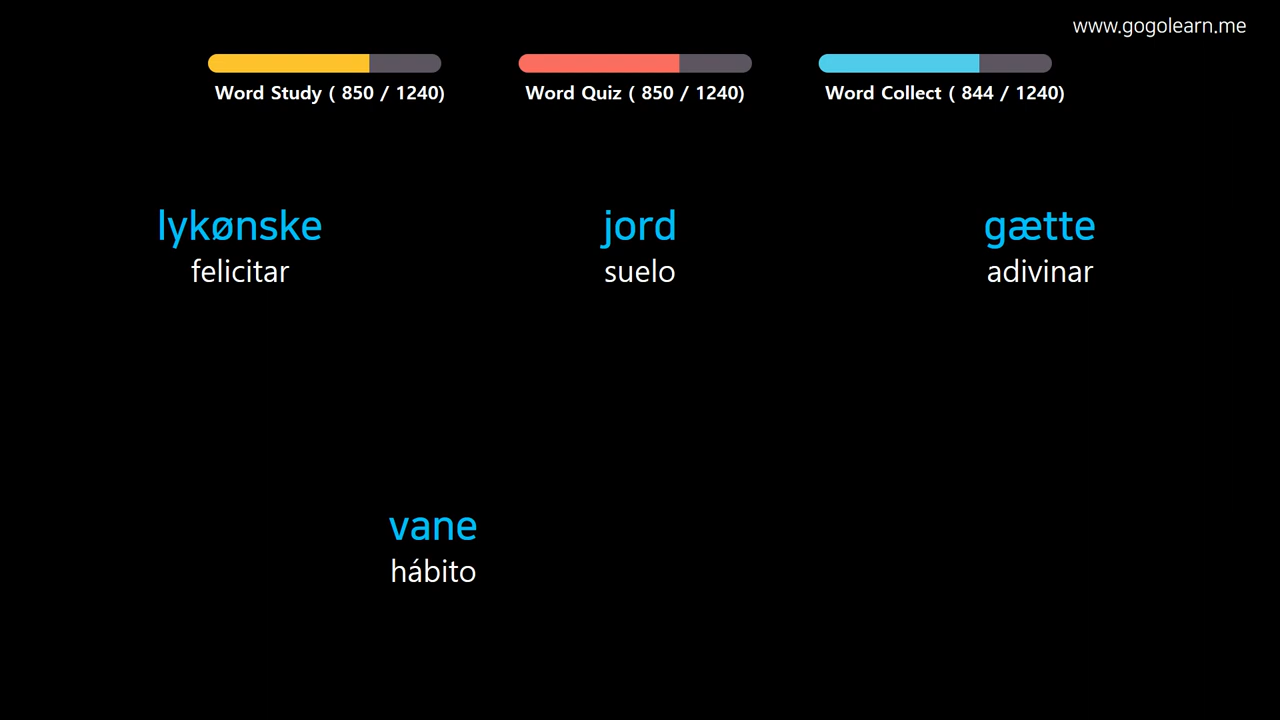 www.gogolearn.me
Word Study ( 850 / 1240)
Word Quiz ( 850 / 1240)
Word Collect ( 844 / 1240)
lykønske
felicitar
jord
suelo
gætte
adivinar
vane
hábito